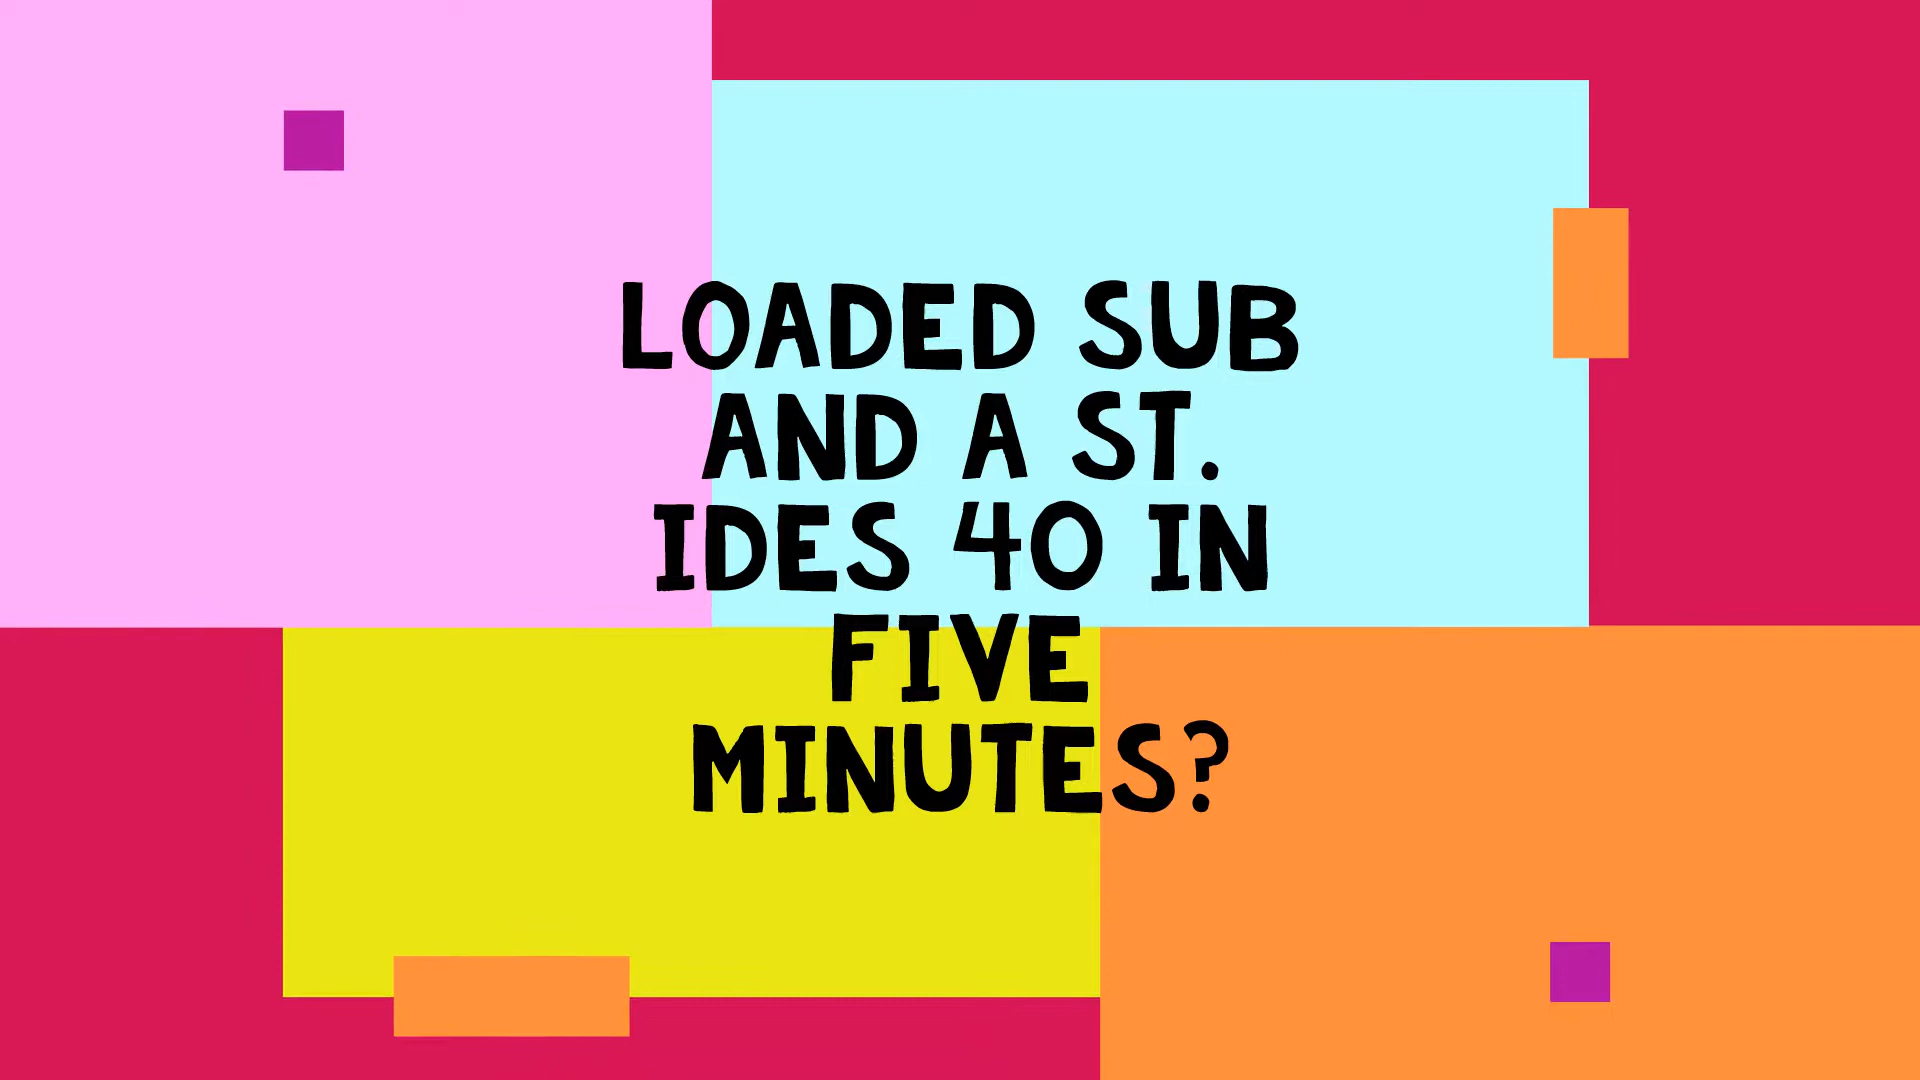 LOADED SUB
AND A ST.
IDES 40 IN
FIVE
MINUTES?